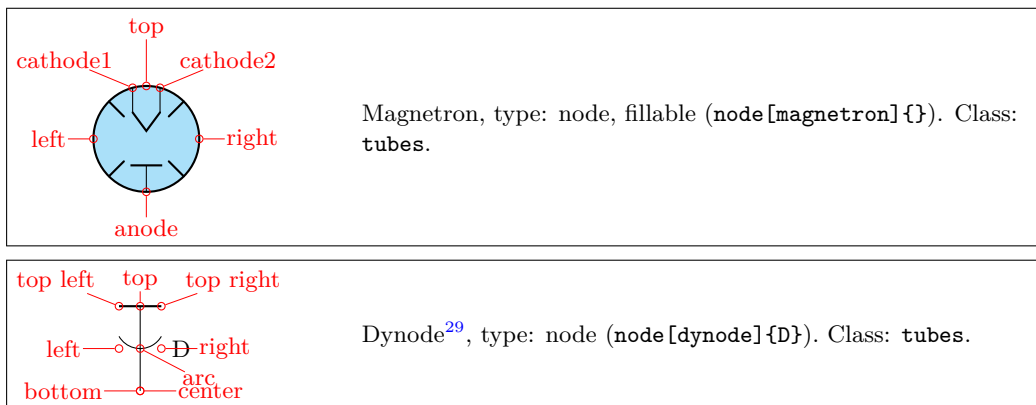 top
cathode1 cathode2
left right
anode
Magnetron, type: node, fillable (node[magnetron]{}). Class:
tubes.
top left top top right
left D right
arc
bottom center
Dynode29, type: node (node[dynode]{D}). Class: tubes.